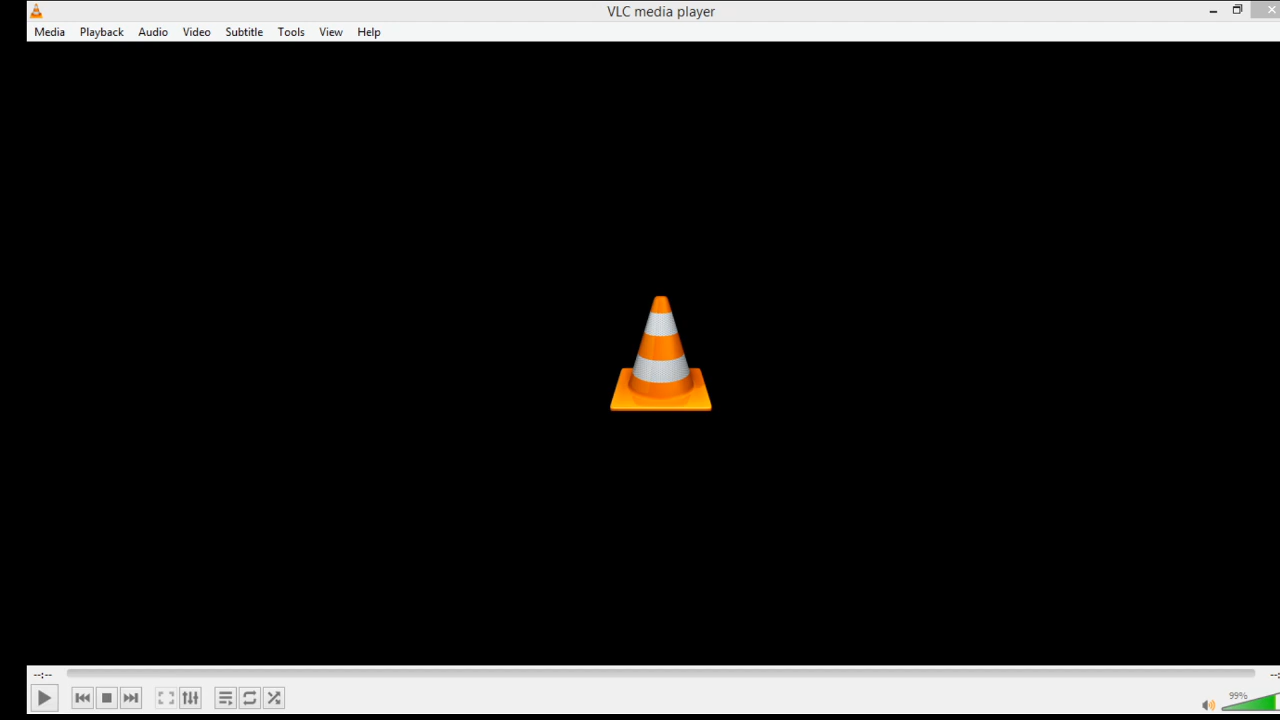 VLC media player
Media Playback Audio Video Subtitle Tools View Help
--:-- --:
99%